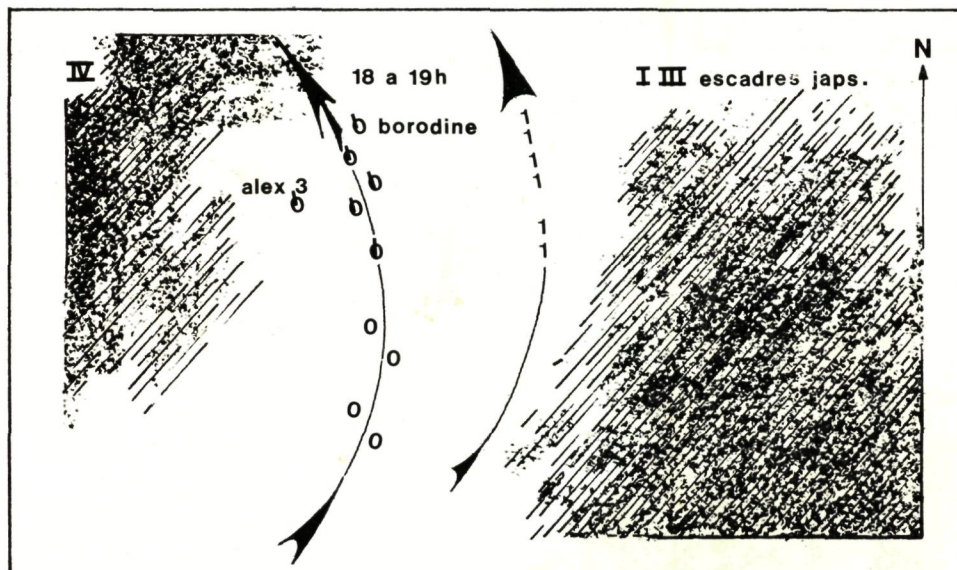 IV
18 a 19h
I III escadres japs.
N
borodine
alex 3